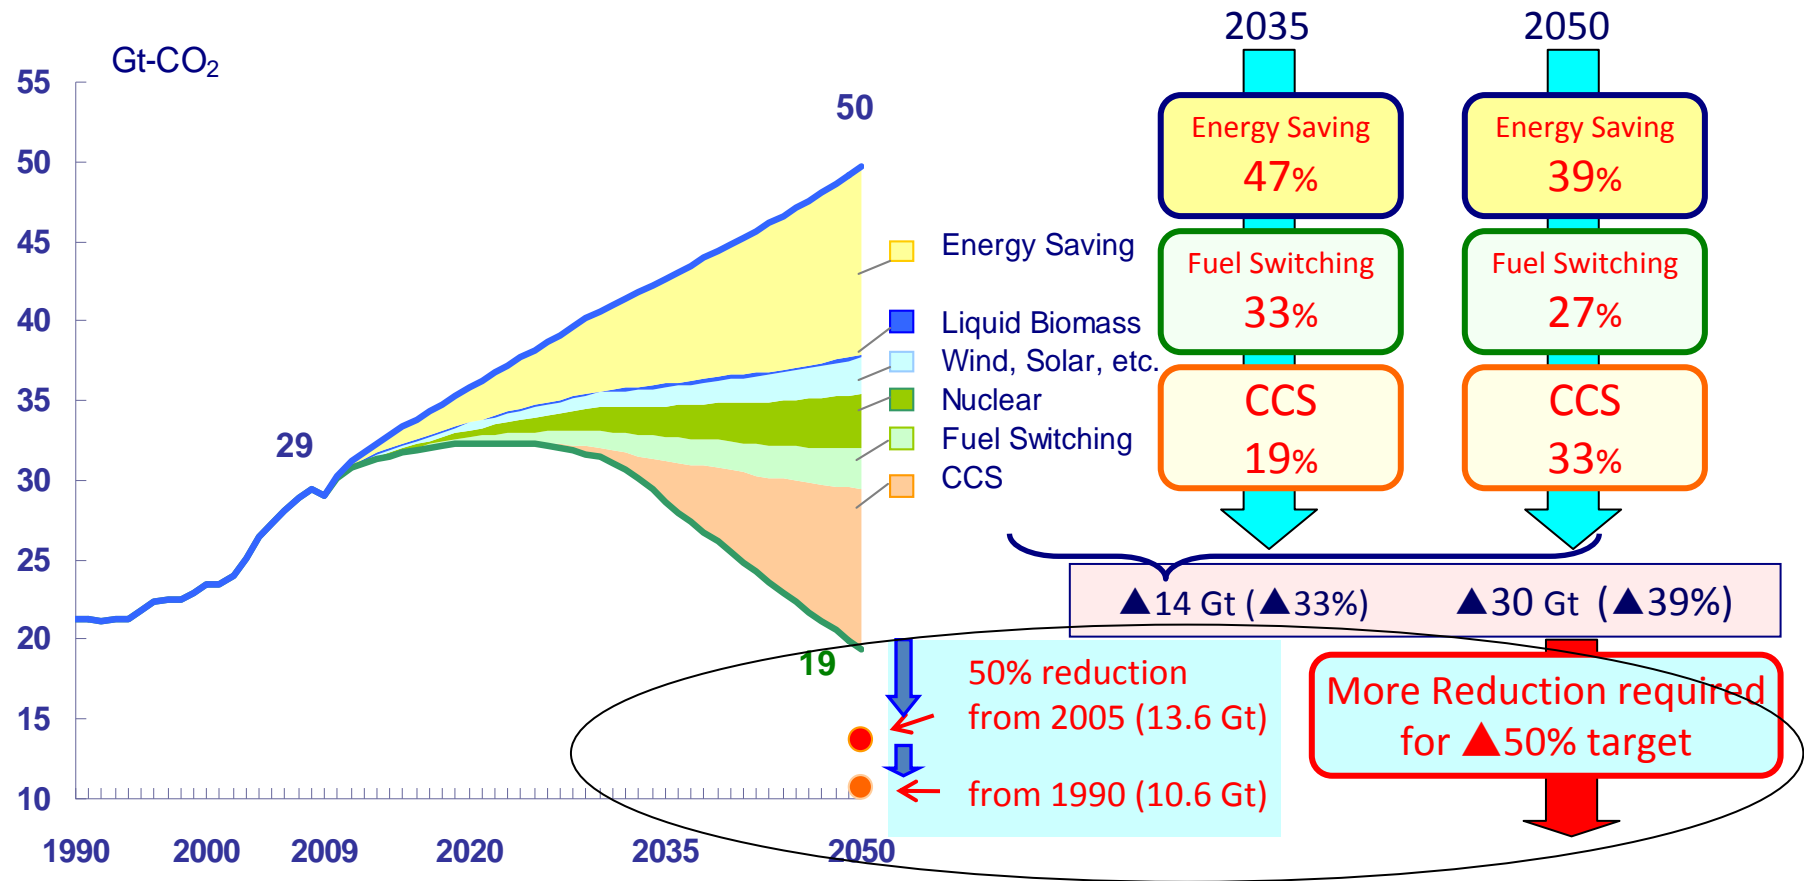 Gt-CO₂
55
50
45
40
35
30
25
20
15
10
1990
2000
2009
2020
2035
2050
29
50
19
Energy Saving
Liquid Biomass
Wind, Solar, etc.
Nuclear
Fuel Switching
CCS
2035
Energy Saving
47%
Fuel Switching
33%
CCS
19%
2050
Energy Saving
39%
Fuel Switching
27%
CCS
33%
▲14 Gt (▲33%)
▲30 Gt (▲39%)
50% reduction
from 2005 (13.6 Gt)
from 1990 (10.6 Gt)
More Reduction required
for ▲50% target